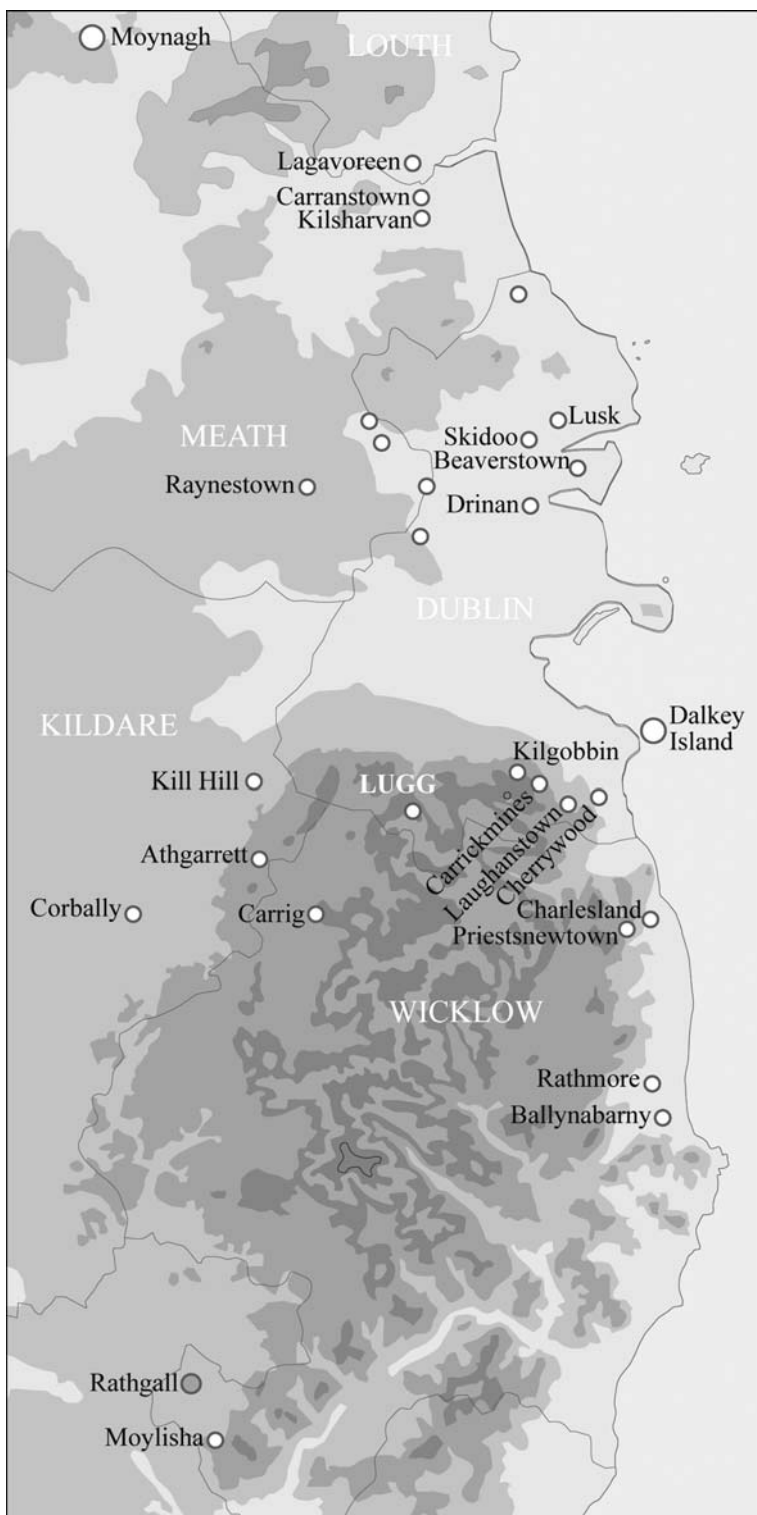 Moynagh
LOUTH
Lagavoreen
Carranstown
Kilsharvan
Lusk
MEATH
Skidoo
Beaverstown
Raynestown
Drinan
DUBLIN
KILDARE
Dalkey
Island
Kilgobbin
Kill Hill
LUGG
Carrickmines
Laughanstown
Cherrywood
Athgarrett
Corbally
Carrig
Charlesland
Priestsnewtown
WICKLOW
Rathmore
Ballynabarny
Rathgall
Moylisha